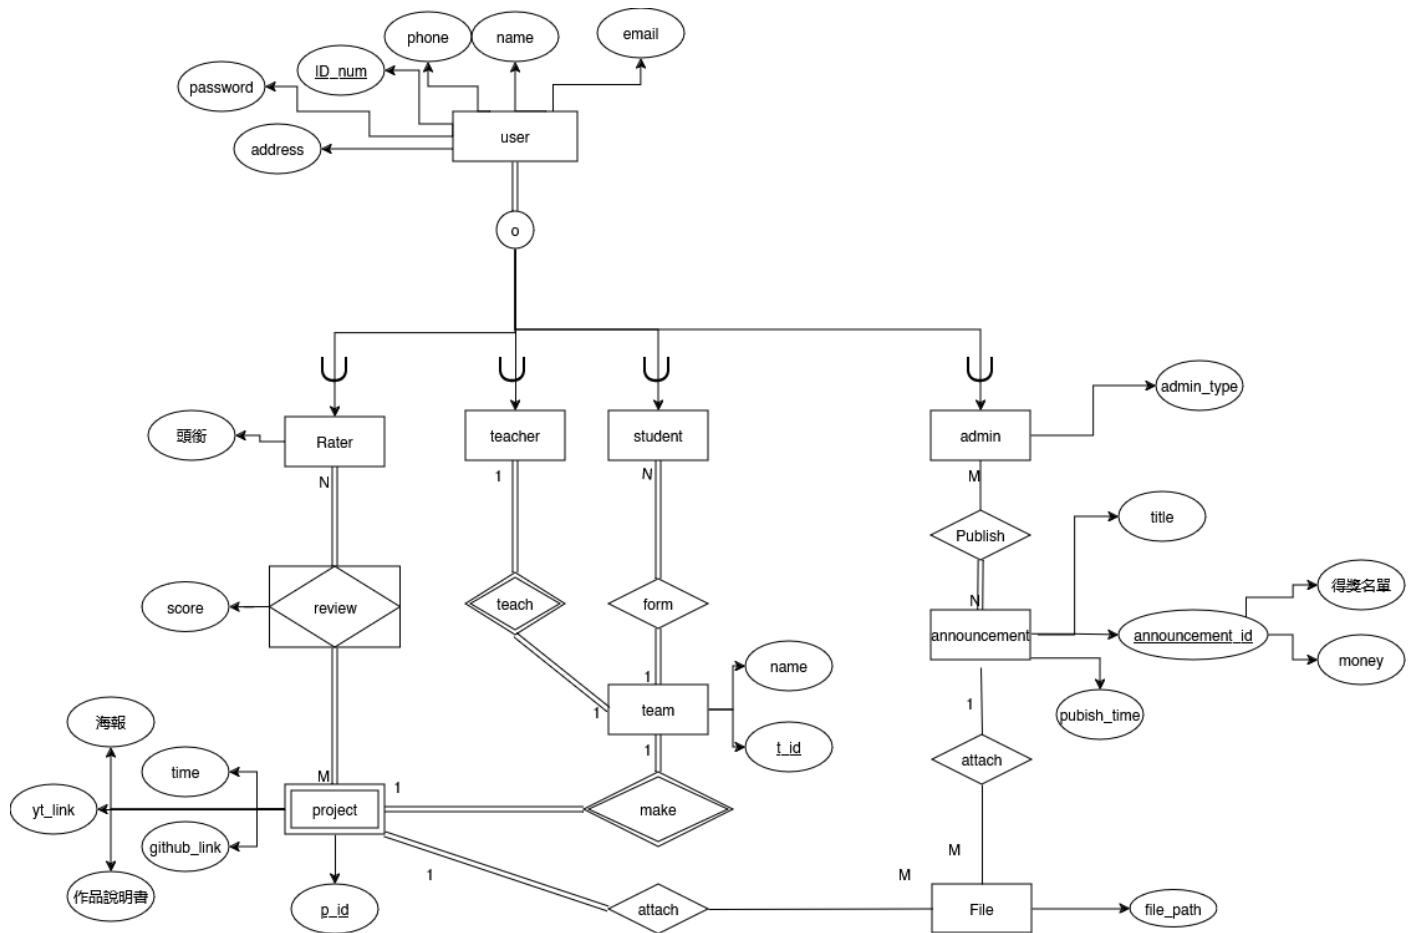 phone
name
email
ID_num
password
user
address
o
admin_type
頭銜
Rater
teacher
student
admin
N
1
N
M
title
Publish
得獎名單
score
review
teach
form
N
announcement
announcement_id
money
name
1
1
team
1
pubish_time
海報
1
t_id
attach
time
M
1
yt_link
project
make
github_link
M
作品說明書
1
M
p_id
attach
File
file_path